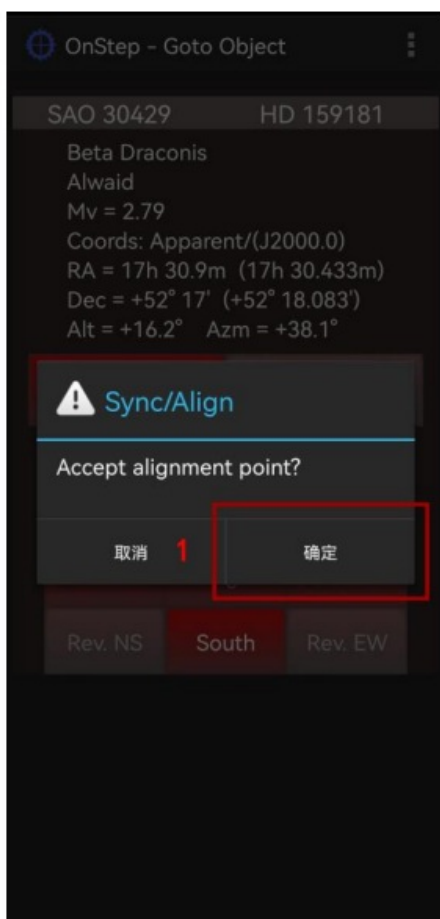 OnStep - Goto Object
SAO 30429 HD 159181
Beta Draconis
Alwaid
Mv = 2.79
Coords: Apparent/(J2000.0)
RA = 17h 30.9m (17h 30.433m)
Dec = +52° 17' (+52° 18.083')
Alt = +16.2° Azm = +38.1°
Sync/Align
Accept alignment point?
取消 1 确定
Rev. NS South Rev. EW